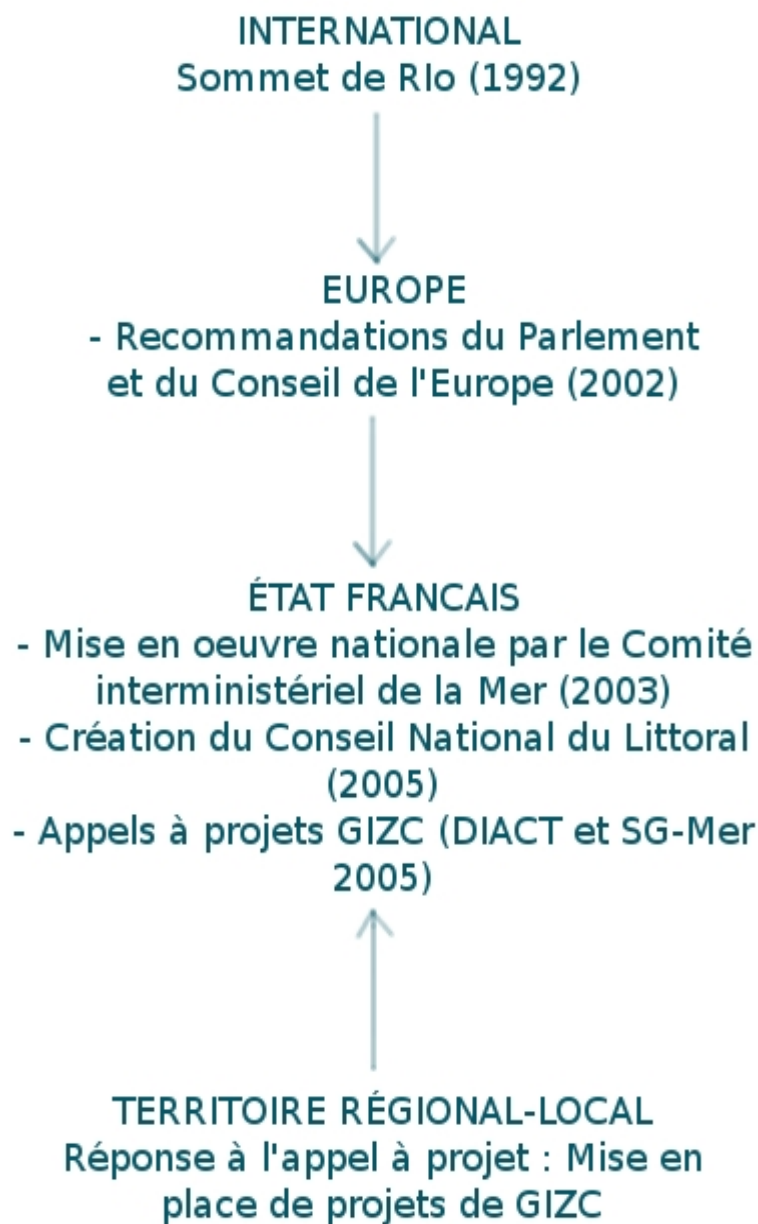 INTERNATIONAL
Sommet de RIo (1992)
EUROPE
- Recommandations du Parlement
et du Conseil de l'Europe (2002)
ÉTAT FRANCAIS
- Mise en oeuvre nationale par le Comité
interministériel de la Mer (2003)
- Création du Conseil National du Littoral
(2005)
- Appels à projets GIZC (DIACT et SG-Mer
2005)
TERRITOIRE RÉGIONAL-LOCAL
Réponse à l'appel à projet : Mise en
place de projets de GIZC